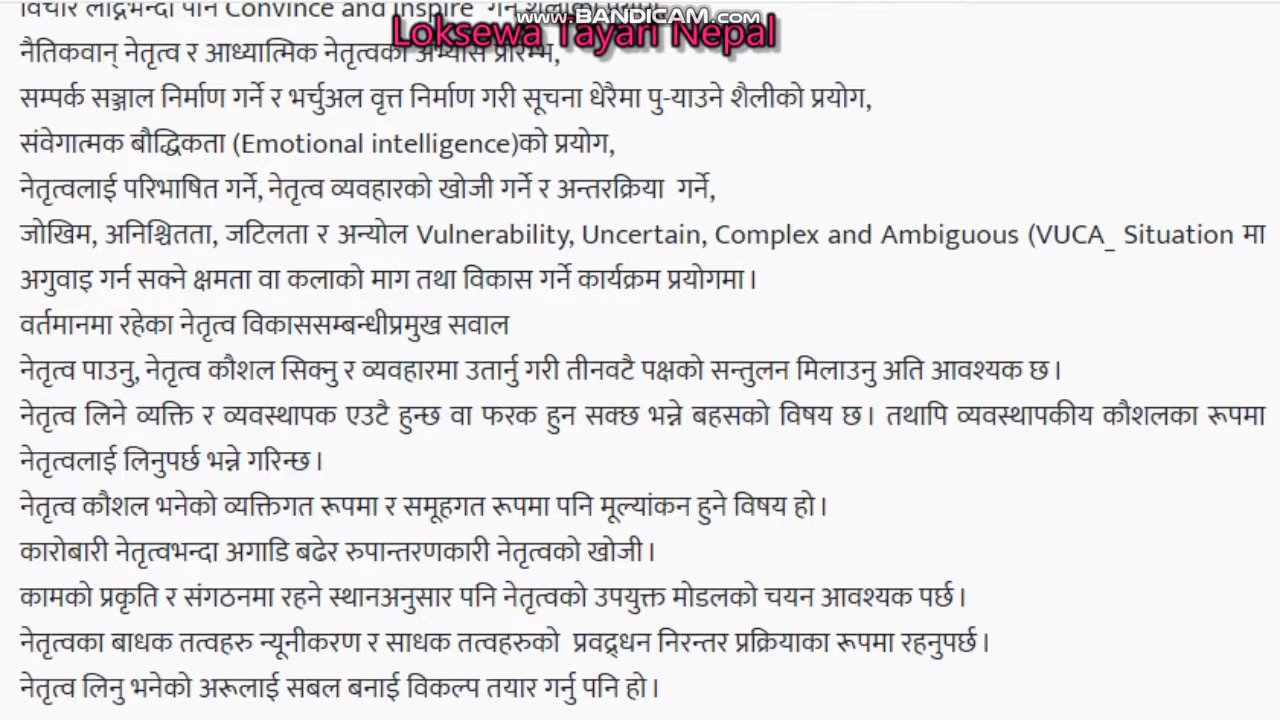 विचार लाद्नुभन्दा पनि Convince and Inspire गर्ने शैलीको प्रयोग,
www.BANDICAM.com
Loksewa Tayari Nepal
नैतिकवान् नेतृत्व र आध्यात्मिक नेतृत्वको अभ्यास प्रारम्भ,
सम्पर्क सञ्जाल निर्माण गर्ने र भर्चुअल वृत्त निर्माण गरी सूचना धेरैमा पु-याउने शैलीको प्रयोग,
संवेगात्मक बौद्धिकता (Emotional intelligence)को प्रयोग,
नेतृत्वलाई परिभाषित गर्ने, नेतृत्व व्यवहारको खोजी गर्ने र अन्तरक्रिया गर्ने,
जोखिम, अनिश्चितता, जटिलता र अन्योल Vulnerability, Uncertain, Complex and Ambiguous (VUCA_ Situation मा
अगुवाइ गर्न सक्ने क्षमता वा कलाको माग तथा विकास गर्ने कार्यक्रम प्रयोगमा ।
वर्तमानमा रहेका नेतृत्व विकाससम्बन्धीप्रमुख सवाल
नेतृत्व पाउनु, नेतृत्व कौशल सिक्नु र व्यवहारमा उतार्नु गरी तीनवटै पक्षको सन्तुलन मिलाउनु अति आवश्यक छ ।
नेतृत्व लिने व्यक्ति र व्यवस्थापक एउटै हुन्छ वा फरक हुन सक्छ भन्ने बहसको विषय छ । तथापि व्यवस्थापकीय कौशलका रूपमा
नेतृत्वलाई लिनुपर्छ भन्ने गरिन्छ ।
नेतृत्व कौशल भनेको व्यक्तिगत रूपमा र समूहगत रूपमा पनि मूल्यांकन हुने विषय हो ।
कारोबारी नेतृत्वभन्दा अगाडि बढेर रुपान्तरणकारी नेतृत्वको खोजी ।
कामको प्रकृति र संगठनमा रहने स्थानअनुसार पनि नेतृत्वको उपयुक्त मोडलको चयन आवश्यक पर्छ ।
नेतृत्वका बाधक तत्वहरु न्यूनीकरण र साधक तत्वहरुको प्रवद्र्धन निरन्तर प्रक्रियाका रूपमा रहनुपर्छ ।
नेतृत्व लिनु भनेको अरूलाई सबल बनाई विकल्प तयार गर्नु पनि हो ।